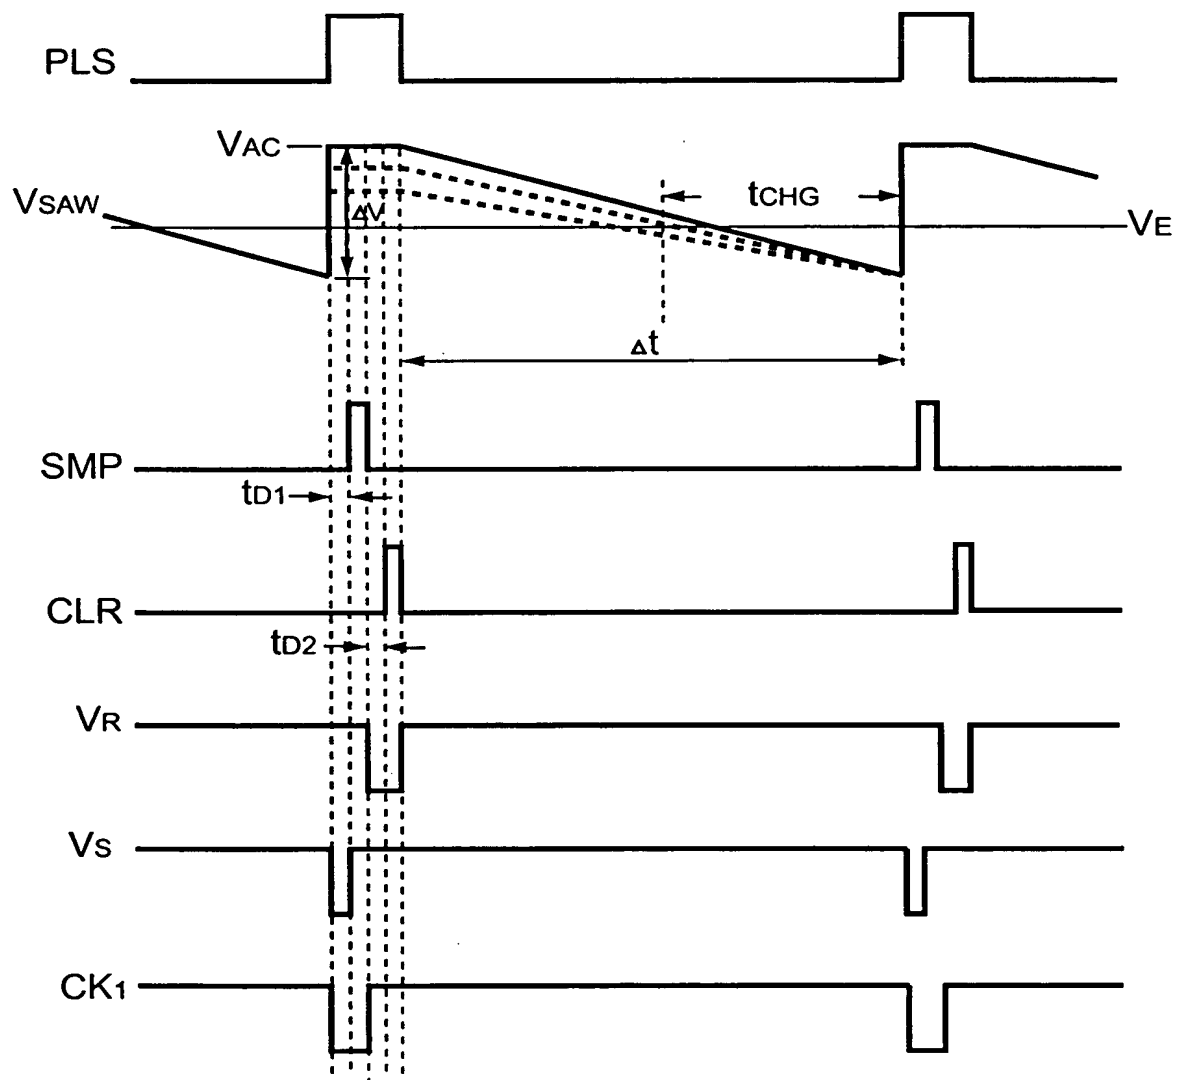 PLS
VAC
VSAW
ΔV
tCHG
VE
Δt
SMP
tD1
CLR
tD2
VR
VS
CK1